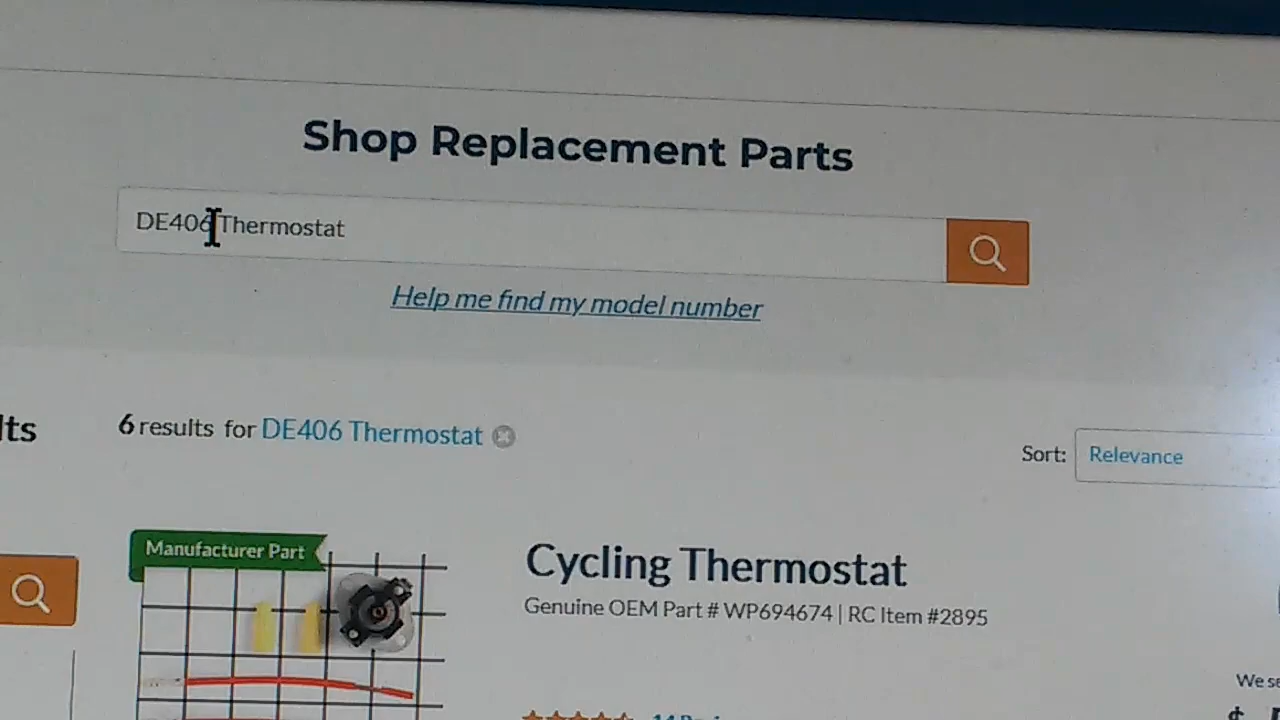 Shop Replacement Parts
DE406 Thermostat
Help me find my model number
lts
6 results for DE406 Thermostat
Sort: Relevance
Manufacturer Part
Cycling Thermostat
Genuine OEM Part # WP694674 | RC Item #2895
We se